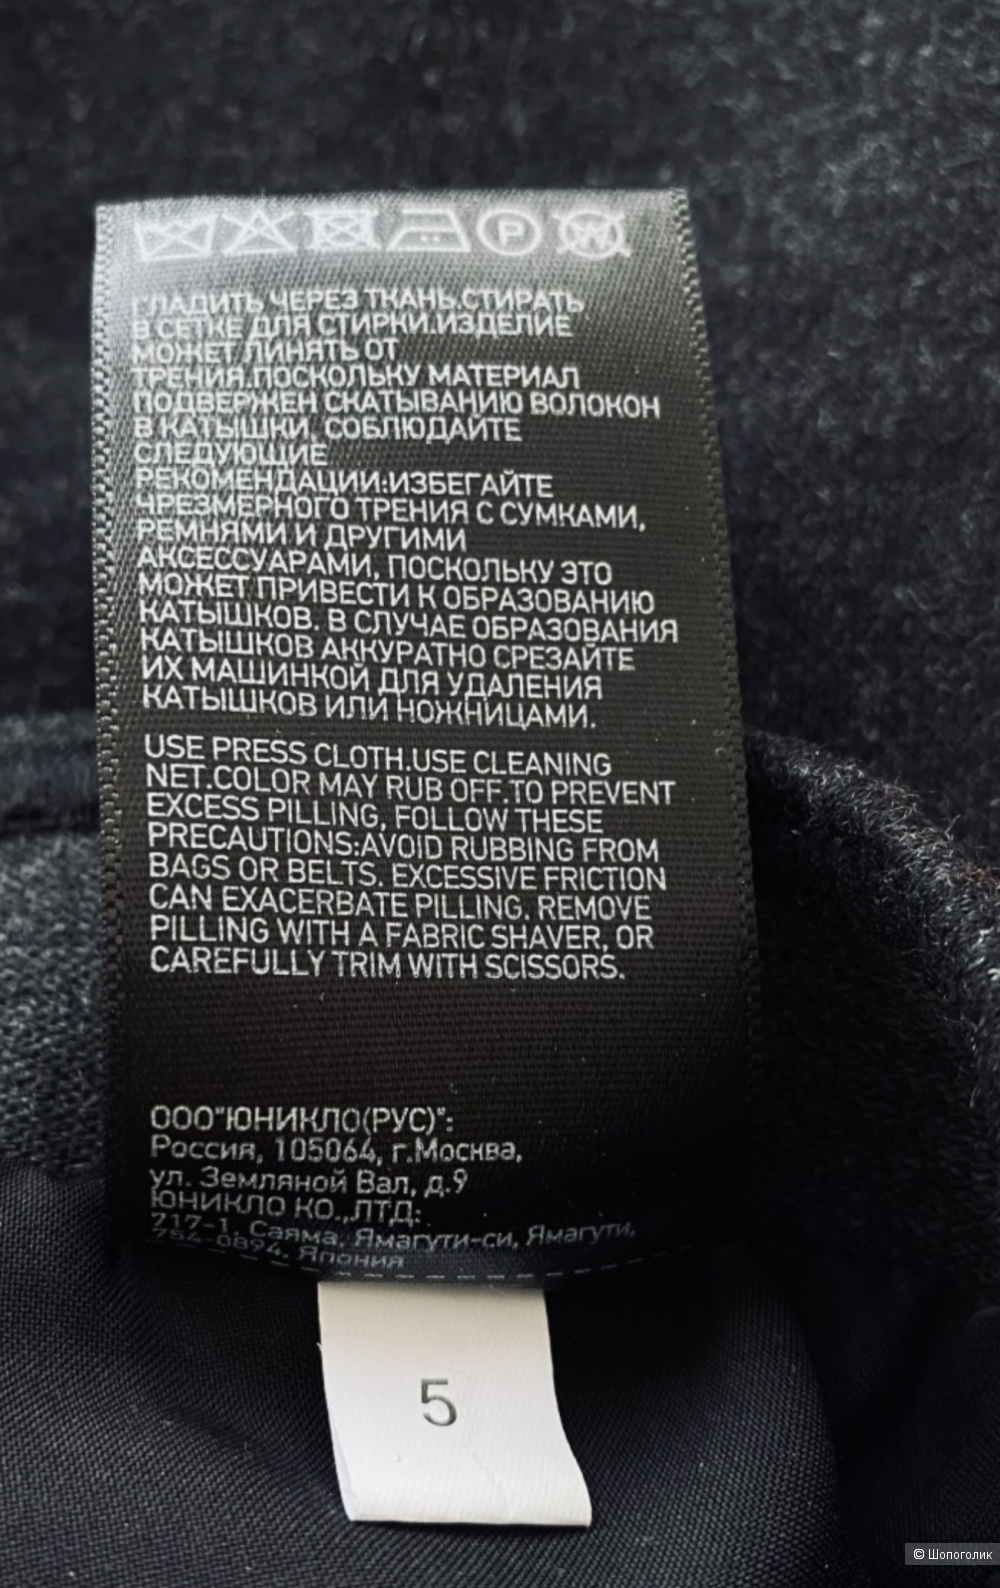 P
W
ГЛАДИТЬ ЧЕРЕЗ ТКАНЬ.СТИРАТЬ
В СЕТКЕ ДЛЯ СТИРКИ.ИЗДЕЛИЕ
МОЖЕТ ЛИНЯТЬ ОТ
ТРЕНИЯ.ПОСКОЛЬКУ МАТЕРИАЛ
ПОДВЕРЖЕН СКАТЫВАНИЮ ВОЛОКОН
В КАТЫШКИ, СОБЛЮДАЙТЕ
СЛЕДУЮЩИЕ
РЕКОМЕНДАЦИИ:ИЗБЕГАЙТЕ
ЧРЕЗМЕРНОГО ТРЕНИЯ С СУМКАМИ,
РЕМНЯМИ И ДРУГИМИ
АКСЕССУАРАМИ, ПОСКОЛЬКУ ЭТО
МОЖЕТ ПРИВЕСТИ К ОБРАЗОВАНИЮ
КАТЫШКОВ. В СЛУЧАЕ ОБРАЗОВАНИЯ
КАТЫШКОВ АККУРАТНО СРЕЗАЙТЕ
ИХ МАШИНКОЙ ДЛЯ УДАЛЕНИЯ
КАТЫШКОВ ИЛИ НОЖНИЦАМИ.
USE PRESS CLOTH.USE CLEANING
NET.COLOR MAY RUB OFF.TO PREVENT
EXCESS PILLING, FOLLOW THESE
PRECAUTIONS:AVOID RUBBING FROM
BAGS OR BELTS. EXCESSIVE FRICTION
CAN EXACERBATE PILLING. REMOVE
PILLING WITH A FABRIC SHAVER, OR
CAREFULLY TRIM WITH SCISSORS.
ООО"ЮНИКЛО(РУС)":
Россия, 105064, г.Москва,
ул. Земляной Вал, д.9
ЮНИКЛО КО.,ЛТД:
717-1, Саяма, Ямагути-си, Ямагути,
754-0894, Япония
5
© Шопоголик